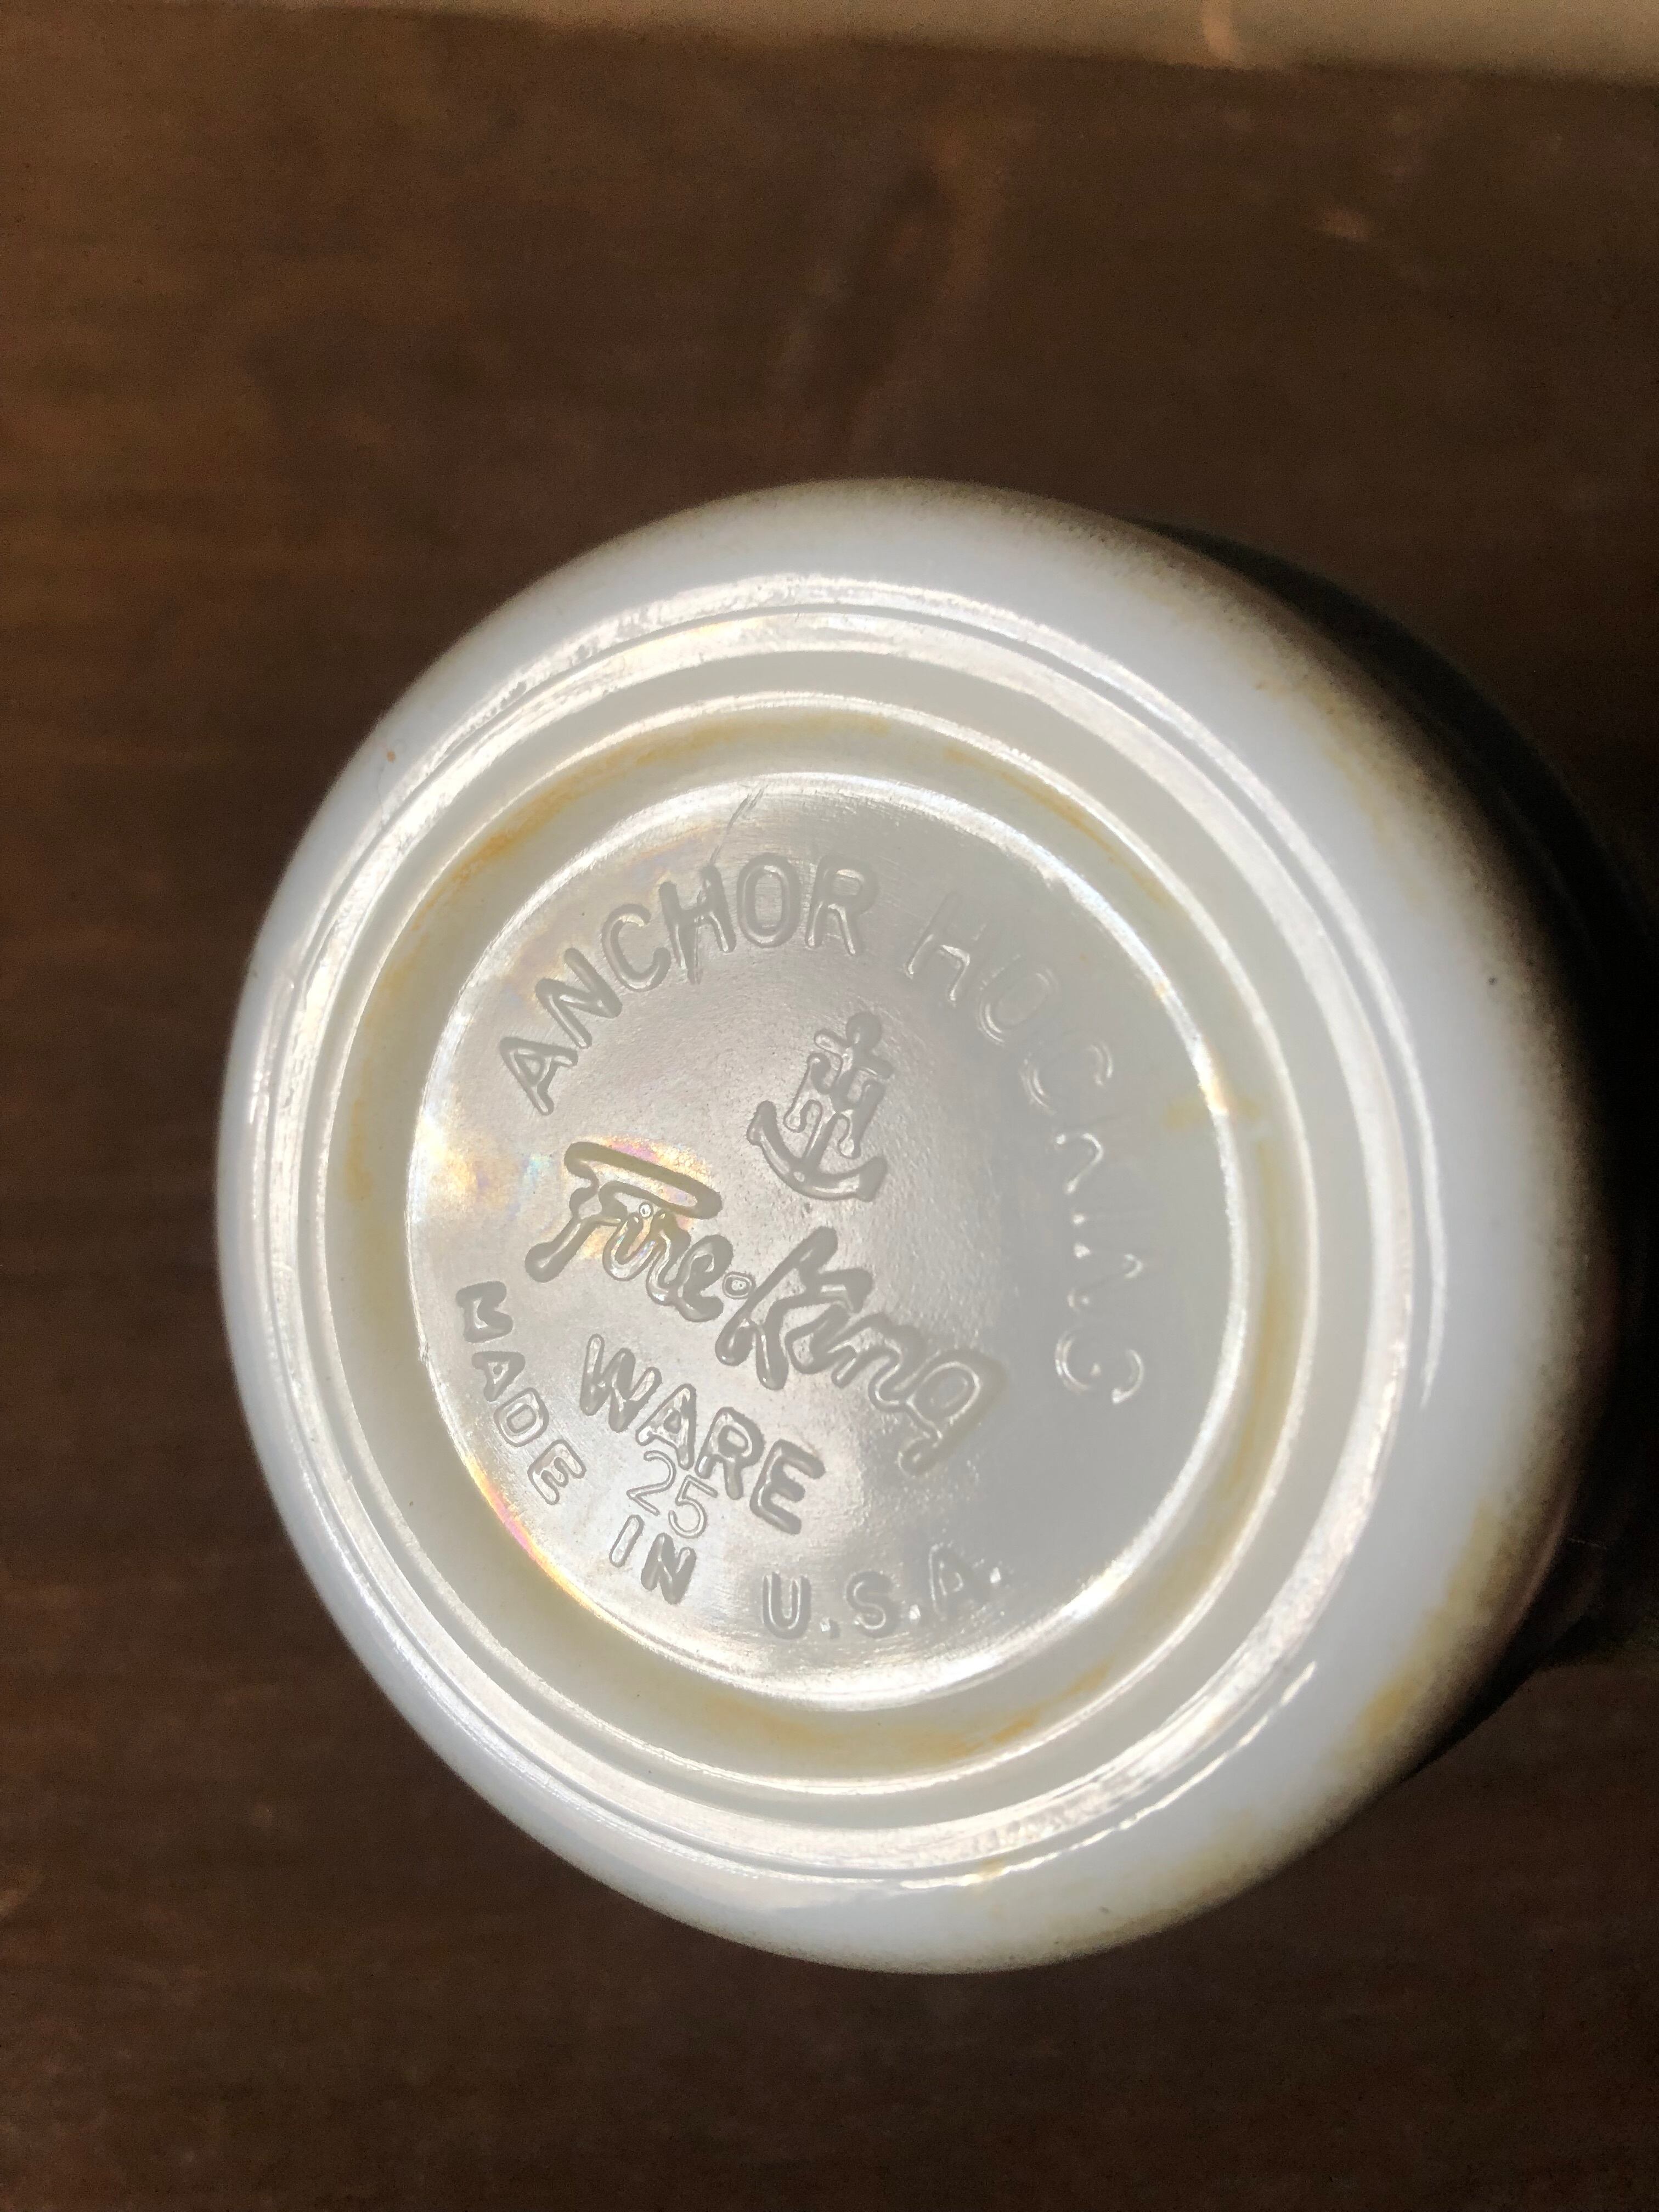 ANCHOR HOCKING
Fire-King
WARE
25
MADE IN U.S.A.